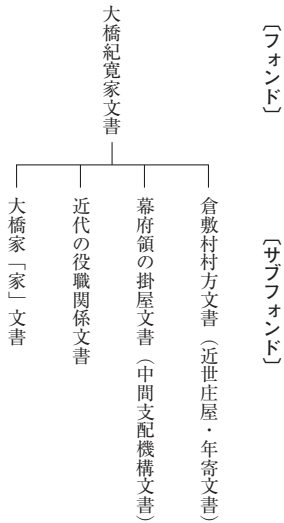 〔フォンド〕
〔サブフォンド〕
大橋紀寛家文書
倉敷村村方文書（近世庄屋・年寄文書）
幕府領の掛屋文書（中間支配機構文書）
近代の役職関係文書
大橋家「家」文書